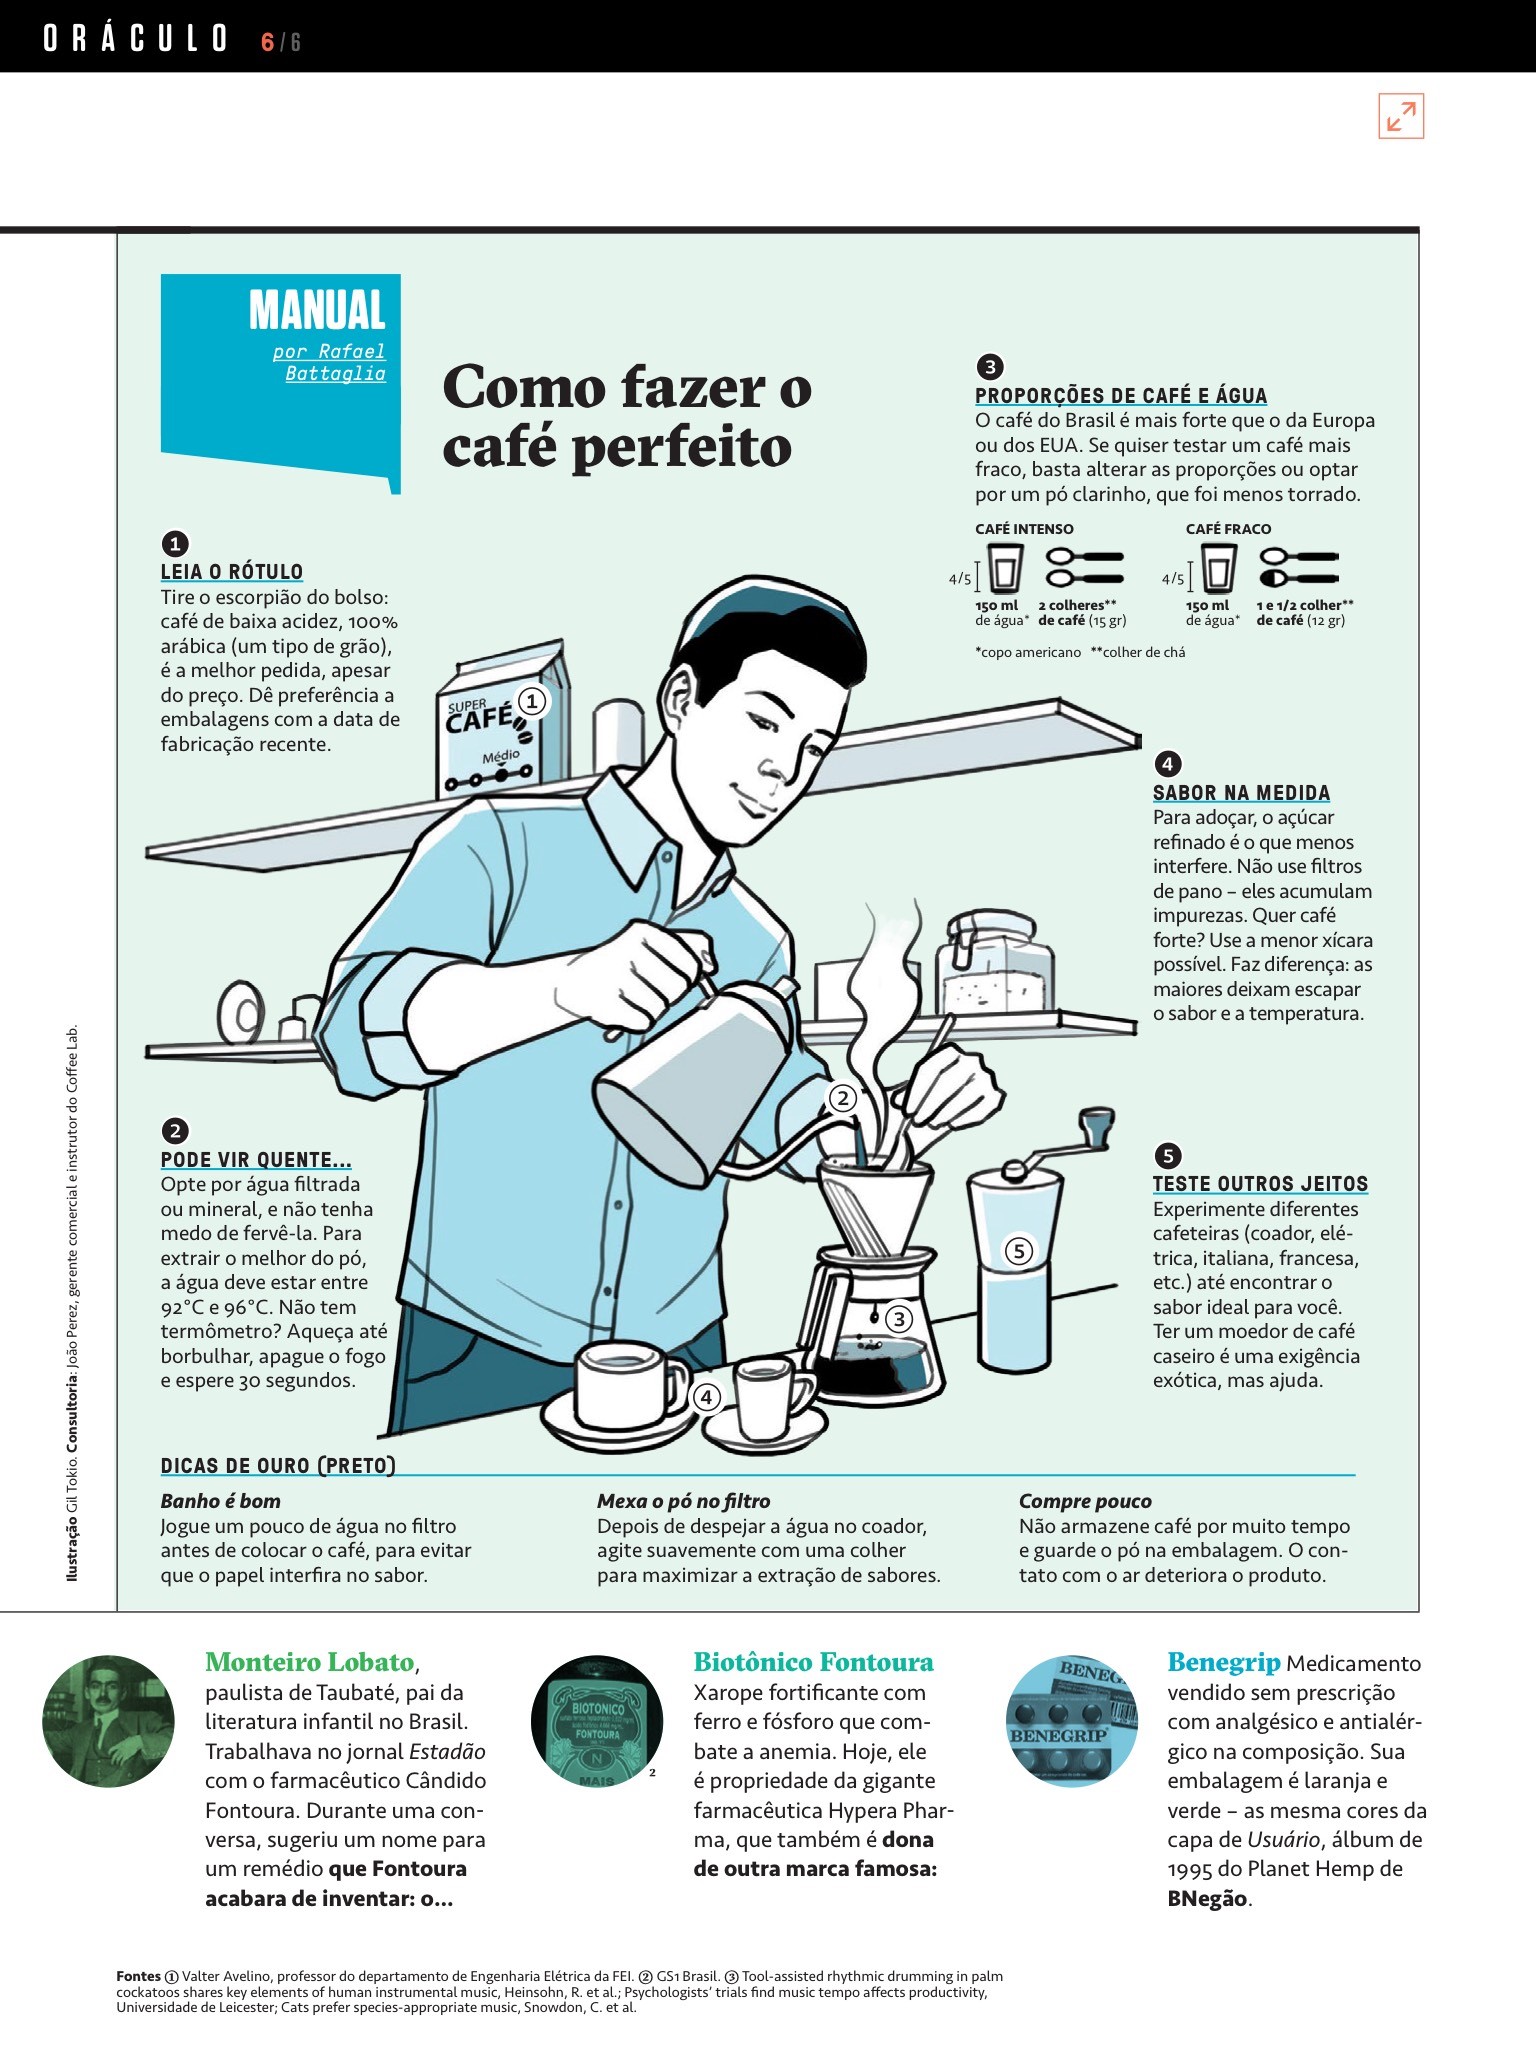 ORÁCULO 6/6
MANUAL
por Rafael
Battaglia
Como fazer o
café perfeito
1
LEIA O RÓTULO
Tire o escorpião do bolso:
café de baixa acidez, 100%
arábica (um tipo de grão),
é a melhor pedida, apesar
do preço. Dê preferência a
embalagens com a data de
fabricação recente.
2
PODE VIR QUENTE...
Opte por água filtrada
ou mineral, e não tenha
medo de fervê-la. Para
extrair o melhor do pó,
a água deve estar entre
92°C e 96°C. Não tem
termômetro? Aqueça até
borbulhar, apague o fogo
e espere 30 segundos.
3
PROPORÇÕES DE CAFÉ E ÁGUA
O café do Brasil é mais forte que o da Europa
ou dos EUA. Se quiser testar um café mais
fraco, basta alterar as proporções ou optar
por um pó clarinho, que foi menos torrado.
CAFÉ INTENSO
4/5
150 ml
de água*
2 colheres**
de café (15 gr)
CAFÉ FRACO
4/5
150 ml
de água*
1 e 1/2 colher**
de café (12 gr)
*copo americano **colher de chá
4
SABOR NA MEDIDA
Para adoçar, o açúcar
refinado é o que menos
interfere. Não use filtros
de pano – eles acumulam
impurezas. Quer café
forte? Use a menor xícara
possível. Faz diferença: as
maiores deixam escapar
o sabor e a temperatura.
5
TESTE OUTROS JEITOS
Experimente diferentes
cafeteiras (coador, elé-
trica, italiana, francesa,
etc.) até encontrar o
sabor ideal para você.
Ter um moedor de café
caseiro é uma exigência
exótica, mas ajuda.
SUPER
CAFÉ
Médio
1
2
3
4
5
DICAS DE OURO (PRETO)
Banho é bom
Jogue um pouco de água no filtro
antes de colocar o café, para evitar
que o papel interfira no sabor.
Mexa o pó no filtro
Depois de despejar a água no coador,
agite suavemente com uma colher
para maximizar a extração de sabores.
Compre pouco
Não armazene café por muito tempo
e guarde o pó na embalagem. O con-
tato com o ar deteriora o produto.
Ilustração Gil Tokio. Consultoria: João Perez, gerente comercial e instrutor do Coffee Lab.
Monteiro Lobato,
paulista de Taubaté, pai da
literatura infantil no Brasil.
Trabalhava no jornal Estadão
com o farmacêutico Cândido
Fontoura. Durante uma con-
versa, sugeriu um nome para
um remédio que Fontoura
acabara de inventar: o...
BIOTONICO
FONTOURA
N
MAIS
2
Biotônico Fontoura
Xarope fortificante com
ferro e fósforo que com-
bate a anemia. Hoje, ele
é propriedade da gigante
farmacêutica Hypera Phar-
ma, que também é dona
de outra marca famosa:
BENEG
BENEGRIP
Benegrip Medicamento
vendido sem prescrição
com analgésico e antialér-
gico na composição. Sua
embalagem é laranja e
verde – as mesma cores da
capa de Usuário, álbum de
1995 do Planet Hemp de
BNegão.
Fontes 1 Valter Avelino, professor do departamento de Engenharia Elétrica da FEI. 2 GS1 Brasil. 3 Tool-assisted rhythmic drumming in palm
cockatoos shares key elements of human instrumental music, Heinsohn, R. et al.; Psychologists' trials find music tempo affects productivity,
Universidade de Leicester; Cats prefer species-appropriate music, Snowdon, C. et al.